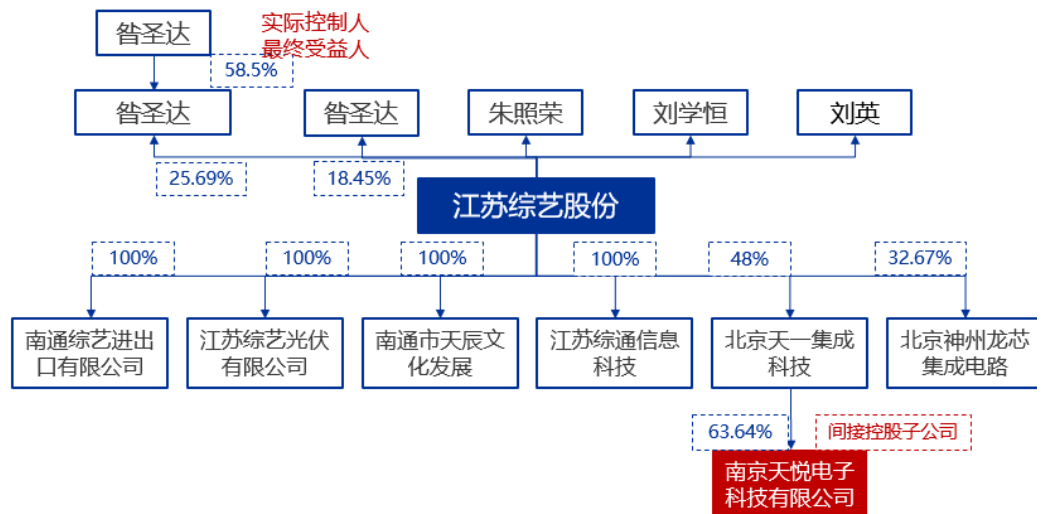 昝圣达
实际控制人
最终受益人
58.5%
昝圣达
昝圣达
朱照荣
刘学恒
刘英
25.69%
18.45%
江苏综艺股份
100%
100%
100%
100%
48%
32.67%
南通综艺进出
口有限公司
江苏综艺光伏
有限公司
南通市天辰文
化发展
江苏综通信息
科技
北京天一集成
科技
北京神州龙芯
集成电路
63.64%
间接控股子公司
南京天悦电子
科技有限公司